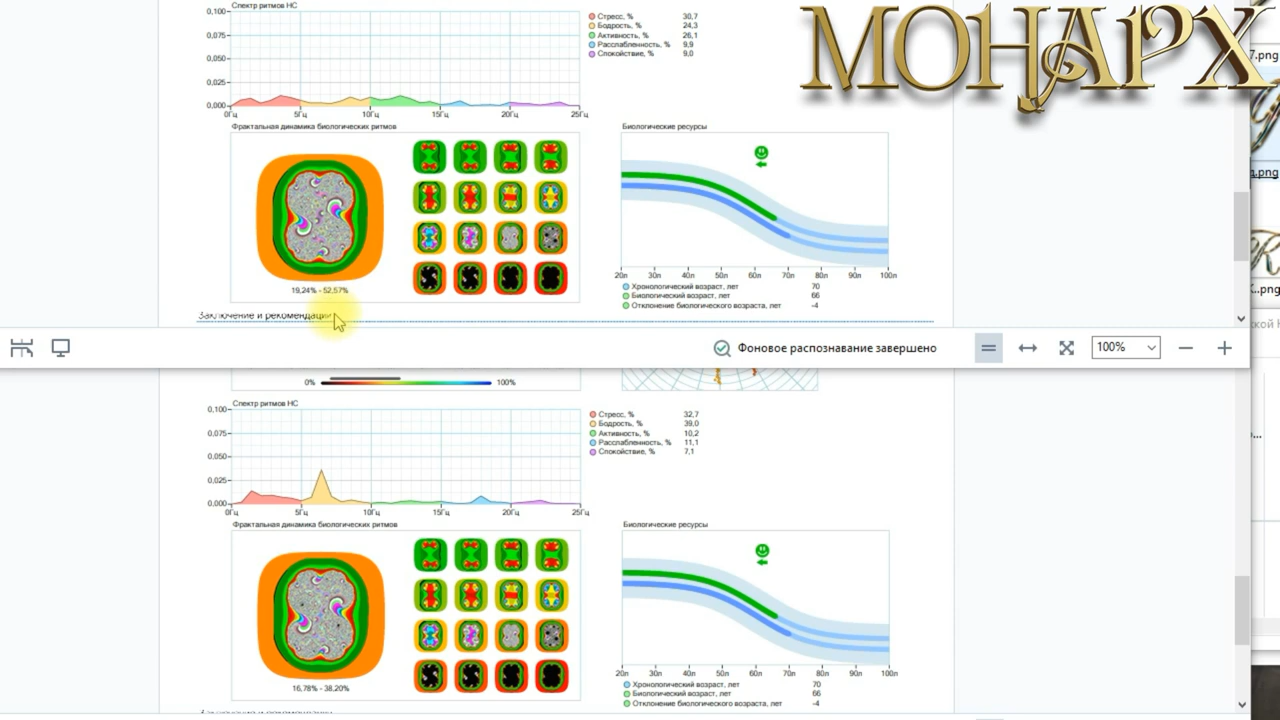 Спектр ритмов НС
0,100
0,075
0,050
0,025
0,000
0Гц 5Гц 10Гц 15Гц 20Гц 25Гц
Стресс, % 30,7
Бодрость, % 24,3
Активность, % 26,1
Расслабленность, % 9,9
Спокойствие, % 9,0
МОНАРХ
7.png
Фрактальная динамика биологических ритмов
19,24% - 52,57%
Биологические ресурсы
20л 30л 40л 50л 60л 70л 80л 90л 100л
Хронологический возраст, лет 70
Биологический возраст, лет 66
Отклонение биологического возраста, лет -4
Заключение и рекомендации
Фоновое распознавание завершено
100%
0% 100%
Спектр ритмов НС
0,100
0,075
0,050
0,025
0,000
0Гц 5Гц 10Гц 15Гц 20Гц 25Гц
Стресс, % 32,7
Бодрость, % 39,0
Активность, % 10,2
Расслабленность, % 11,1
Спокойствие, % 7,1
Фрактальная динамика биологических ритмов
16,78% - 38,20%
Биологические ресурсы
20л 30л 40л 50л 60л 70л 80л 90л 100л
Хронологический возраст, лет 70
Биологический возраст, лет 66
Отклонение биологического возраста, лет -4